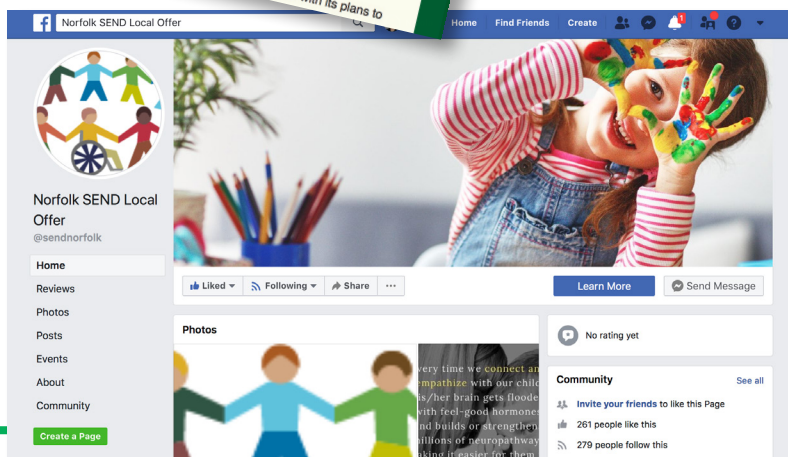 with its plans to
Norfolk SEND Local Offer
Home Find Friends Create 1 ?
Norfolk SEND Local
Offer
@sendnorfolk
Home
Reviews
Photos
Posts
Events
About
Community
Create a Page
Liked Following Share ...
Learn More Send Message
Photos
very time we connect an
empathize with our child
is/her brain gets floode
with feel-good hormones
nd builds or strengthen
illions of neuropathway
aking it easier for them
No rating yet
Community See all
Invite your friends to like this Page
261 people like this
279 people follow this